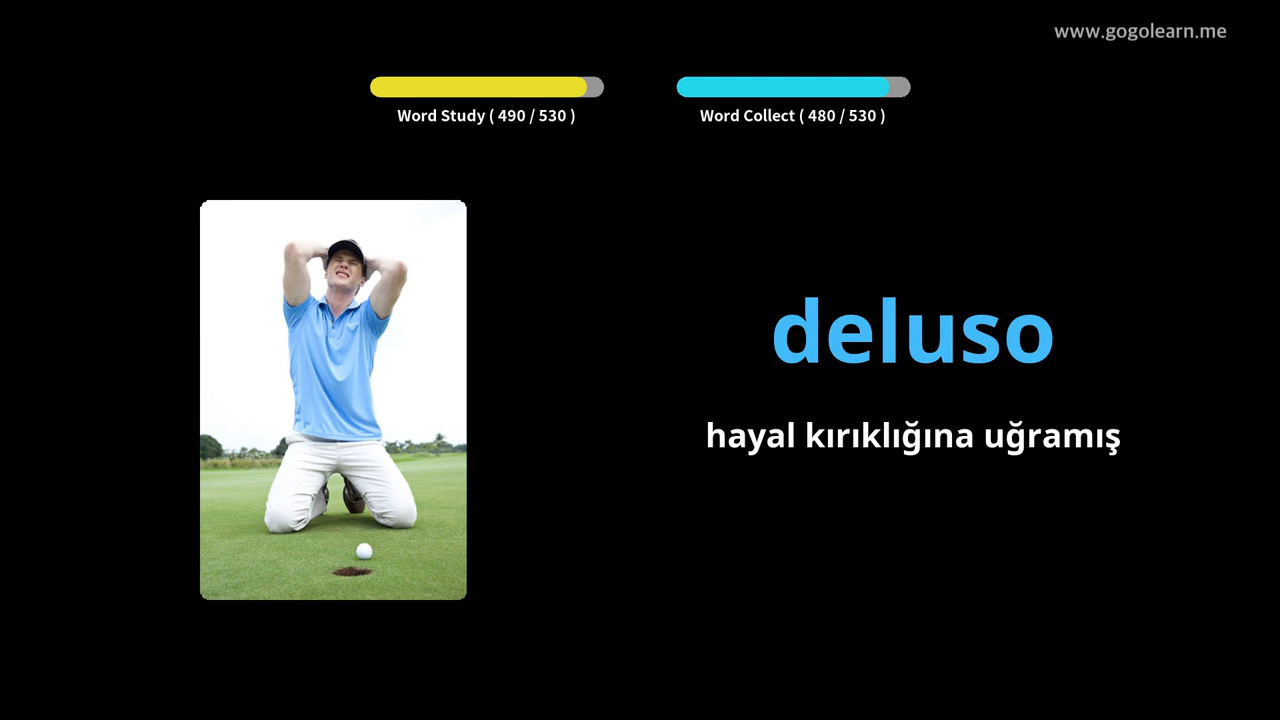 www.gogolearn.me
Word Study ( 490 / 530 )
Word Collect ( 480 / 530 )
deluso
hayal kırıklığına uğramış